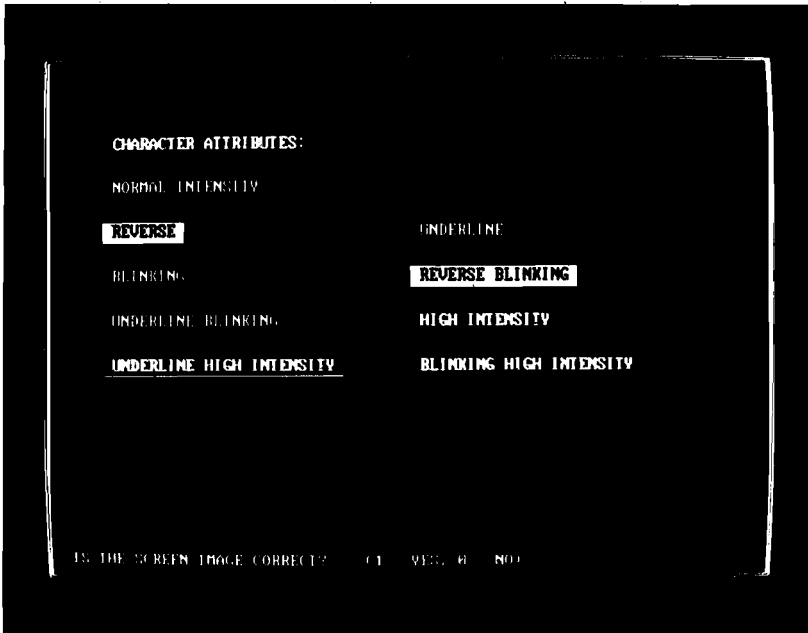 CHARACTER ATTRIBUTES:
NORMAL INTENSITY
REVERSE UNDERLINE
BLINKING REVERSE BLINKING
UNDERLINE BLINKING HIGH INTENSITY
UNDERLINE HIGH INTENSITY BLINKING HIGH INTENSITY
IS THE SCREEN IMAGE CORRECT? (1 YES, 0 NO)